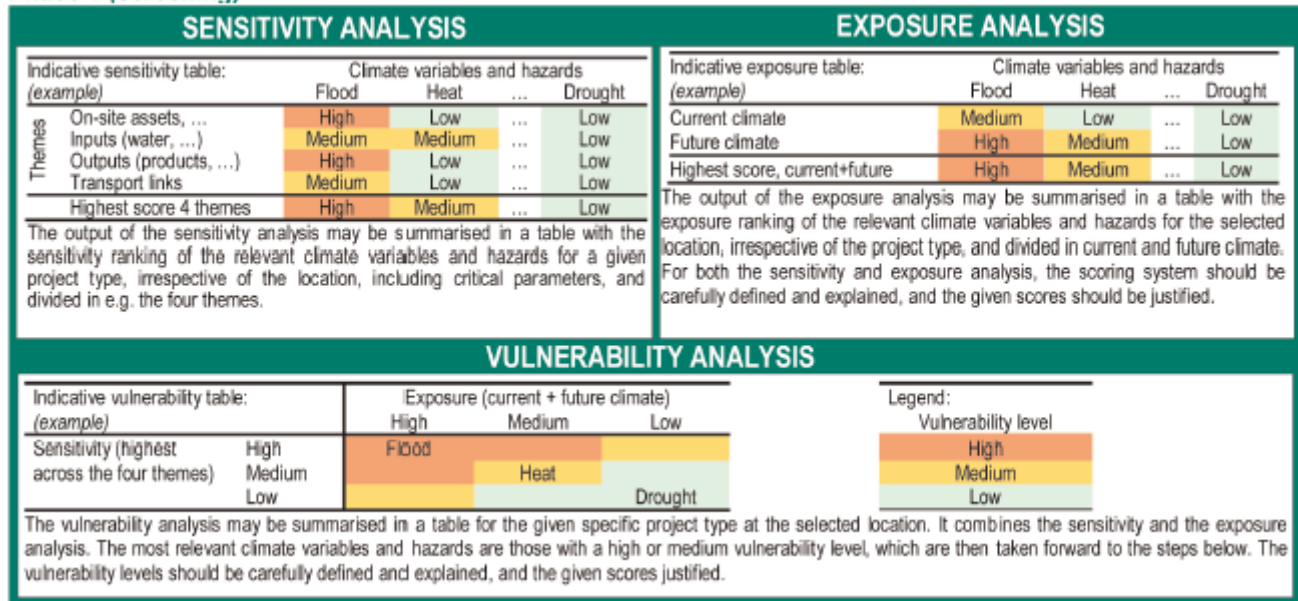 SENSITIVITY ANALYSIS
Indicative sensitivity table: Climate variables and hazards
(example) Flood Heat ... Drought
Themes
On-site assets, ... High Low ... Low
Inputs (water, ...) Medium Medium ... Low
Outputs (products, ...) High Low ... Low
Transport links Medium Low ... Low
Highest score 4 themes High Medium ... Low
The output of the sensitivity analysis may be summarised in a table with the
sensitivity ranking of the relevant climate variables and hazards for a given
project type, irrespective of the location, including critical parameters, and
divided in e.g. the four themes.
EXPOSURE ANALYSIS
Indicative exposure table: Climate variables and hazards
(example) Flood Heat ... Drought
Current climate Medium Low ... Low
Future climate High Medium ... Low
Highest score, current+future High Medium ... Low
The output of the exposure analysis may be summarised in a table with the
exposure ranking of the relevant climate variables and hazards for the selected
location, irrespective of the project type, and divided in current and future climate.
For both the sensitivity and exposure analysis, the scoring system should be
carefully defined and explained, and the given scores should be justified.
VULNERABILITY ANALYSIS
Indicative vulnerability table: Exposure (current + future climate)
(example) High Medium Low
Sensitivity (highest High Flood
across the four themes) Medium Heat
Low Drought
Legend:
Vulnerability level
High
Medium
Low
The vulnerability analysis may be summarised in a table for the given specific project type at the selected location. It combines the sensitivity and the exposure
analysis. The most relevant climate variables and hazards are those with a high or medium vulnerability level, which are then taken forward to the steps below. The
vulnerability levels should be carefully defined and explained, and the given scores justified.